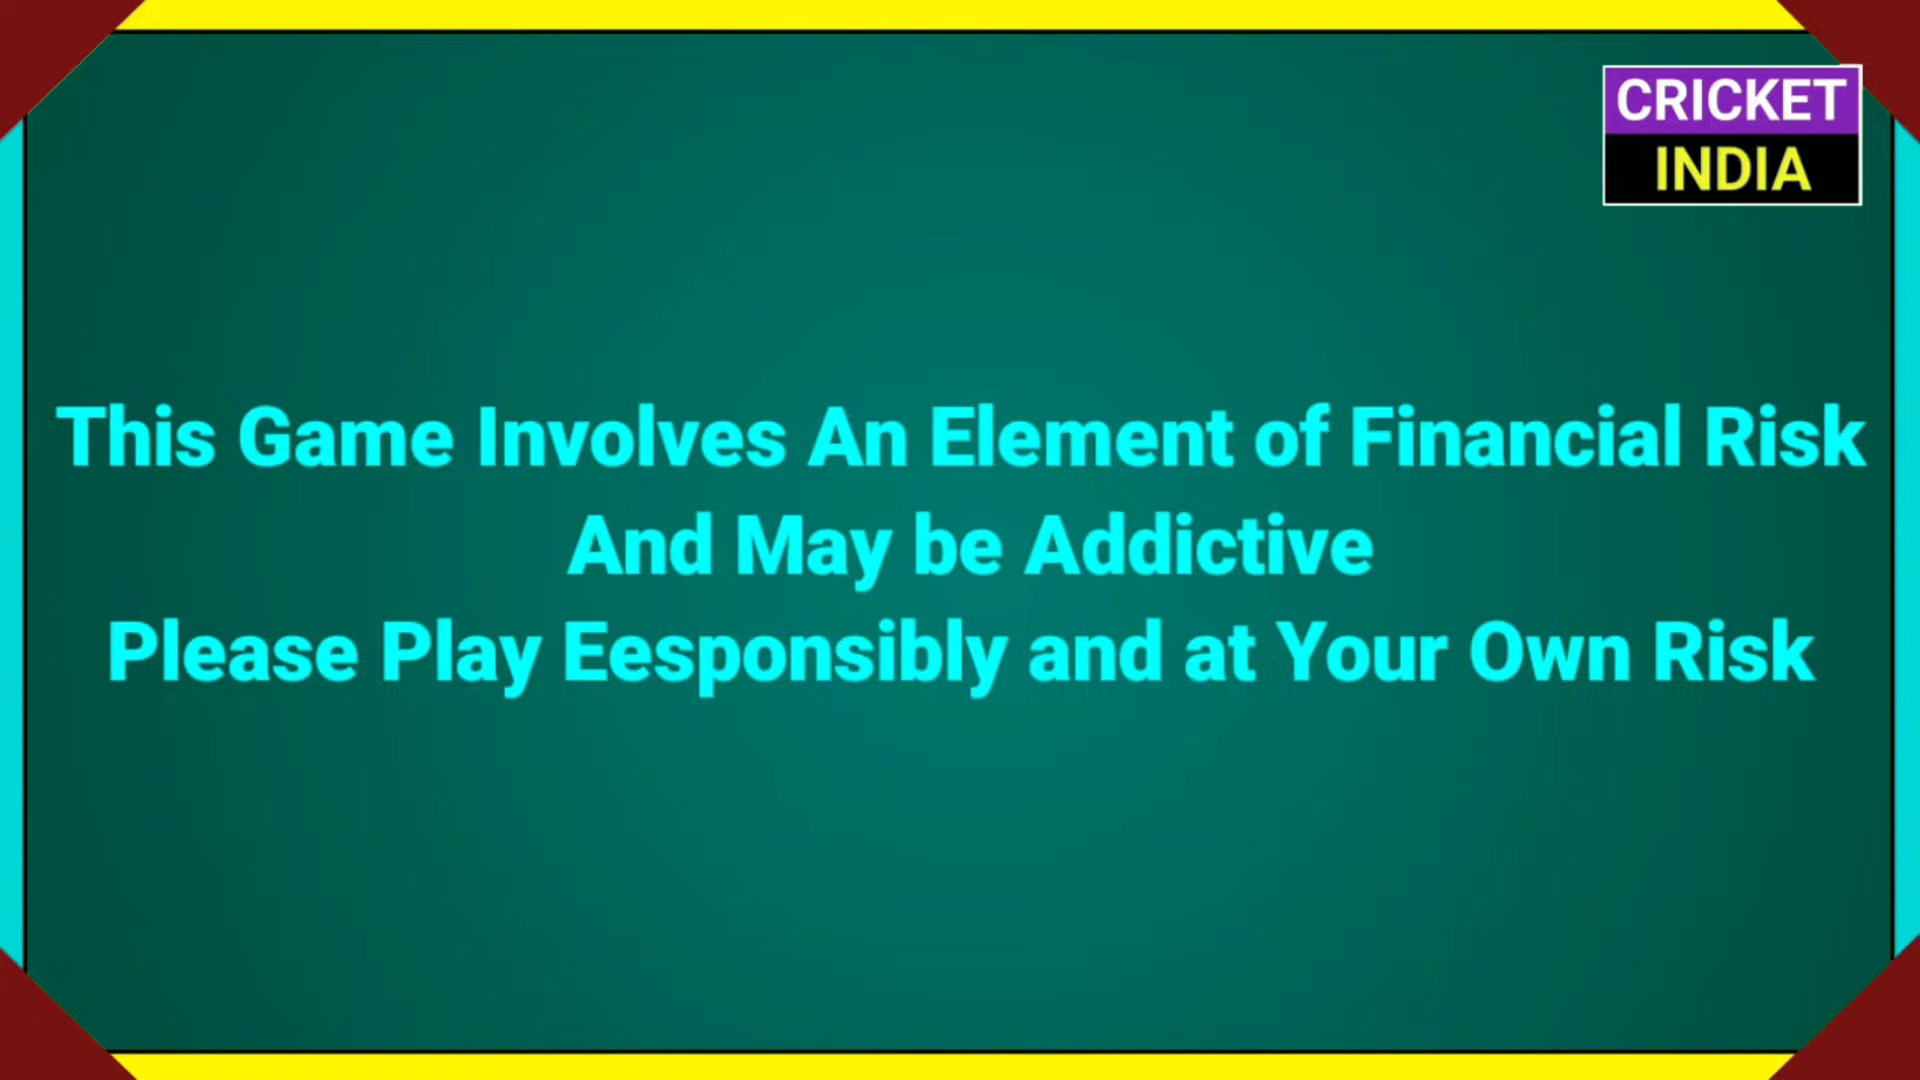 CRICKET
INDIA
This Game Involves An Element of Financial Risk
And May be Addictive
Please Play Eesponsibly and at Your Own Risk